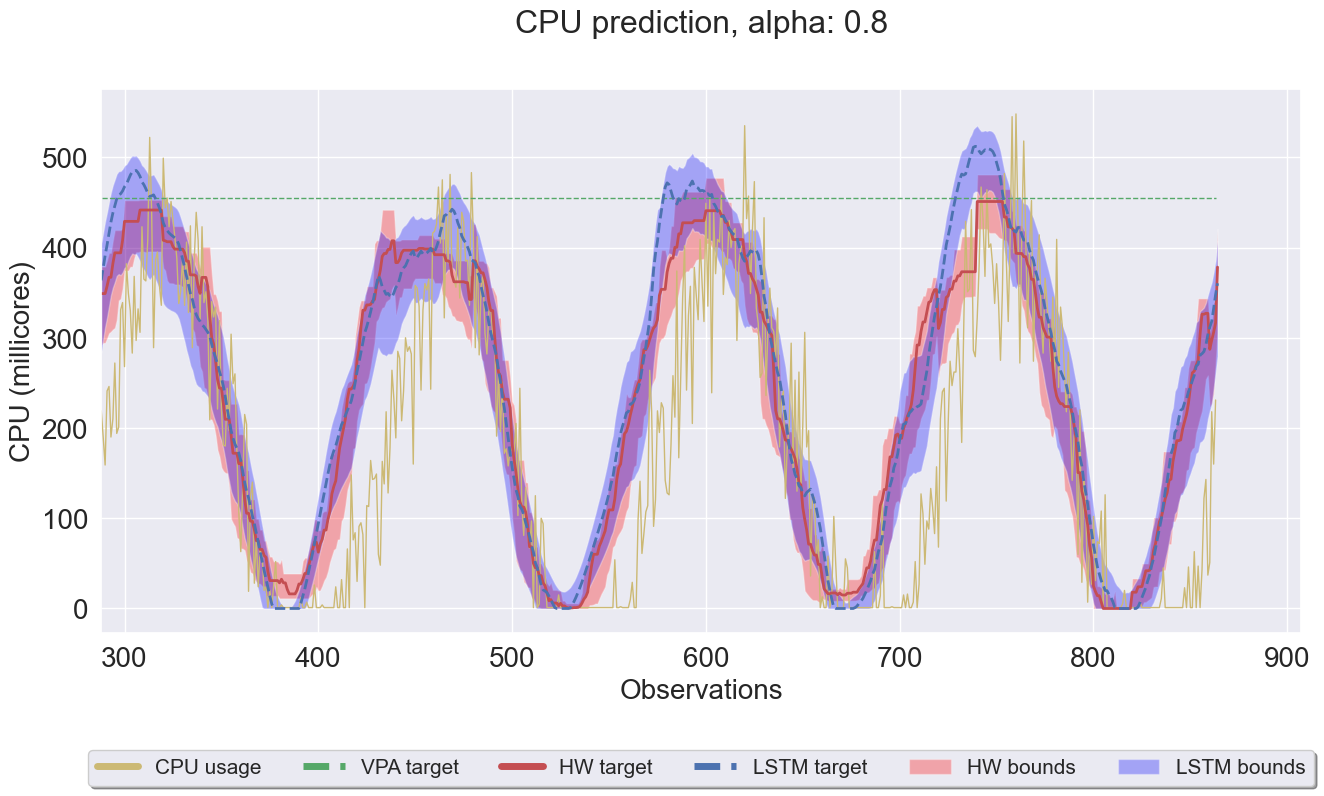 CPU prediction, alpha: 0.8
CPU (millicores)
500
400
300
200
100
0
300 400 500 600 700 800 900
Observations
CPU usage VPA target HW target LSTM target HW bounds LSTM bounds